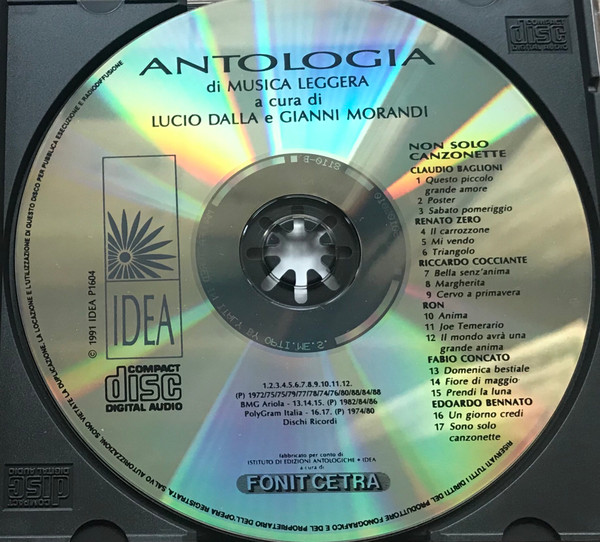 ANTOLOGIA
di MUSICA LEGGERA
a cura di
LUCIO DALLA e GIANNI MORANDI
NON SOLO
CANZONETTE
CLAUDIO BAGLIONI
1 Questo piccolo
grande amore
2 Poster
3 Sabato pomeriggio
RENATO ZERO
4 Il carrozzone
5 Mi vendo
6 Triangolo
RICCARDO COCCIANTE
7 Bella senz'anima
8 Margherita
9 Cervo a primavera
RON
10 Anima
11 Joe Temerario
12 Il mondo avrà una
grande anima
FABIO CONCATO
13 Domenica bestiale
14 Fiore di maggio
15 Prendi la luna
EDOARDO BENNATO
16 Un giorno credi
17 Sono solo
canzonette
IDEA
© 1991 IDEA P1604
COMPACT
disc
DIGITAL AUDIO
1.2.3.4.5.6.7.8.9.10.11.12.
(P) 1972/75/75/79/77/78/74/76/80/88/84/88
BMG Ariola - 13.14.15. (P) 1982/84/86
PolyGram Italia - 16.17. (P) 1974/80
Dischi Ricordi
fabbricato per conto di
ISTITUTO DI EDIZIONI ANTOLOGICHE • IDEA
a cura di
FONIT CETRA
RISERVATI TUTTI I DIRITTI DEL PRODUTTORE FONOGRAFICO E DEL PROPRIETARIO DELL'OPERA REGISTRATA. SALVO AUTORIZZAZIONE, SONO VIETATE LA DUPLICAZIONE, LA LOCAZIONE E L'UTILIZZAZIONE DI QUESTO DISCO PER PUBBLICA ESECUZIONE E RADIODIFFUSIONE
COMPACT
disc
DIGITAL AUDIO
COMPACT
disc
DIGITAL AUDIO